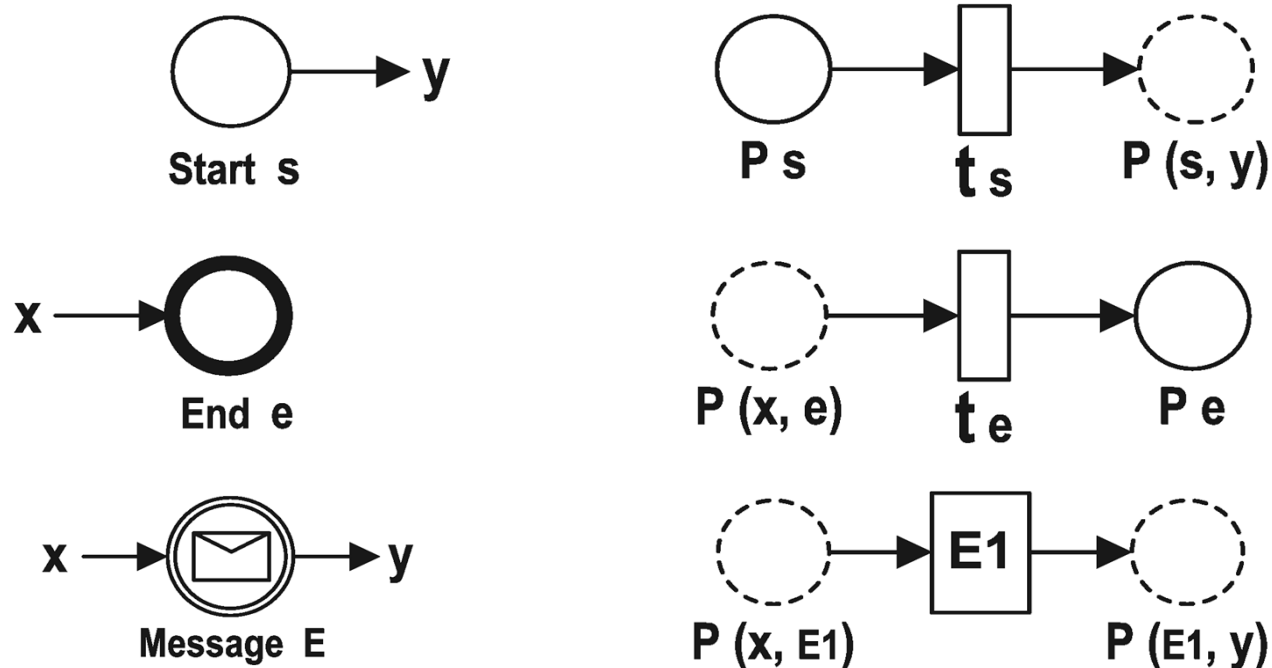 y
Start s
P s
t s
P (s, y)
x
End e
P (x, e)
t e
P e
x
y
Message E
E1
P (x, E1)
P (E1, y)